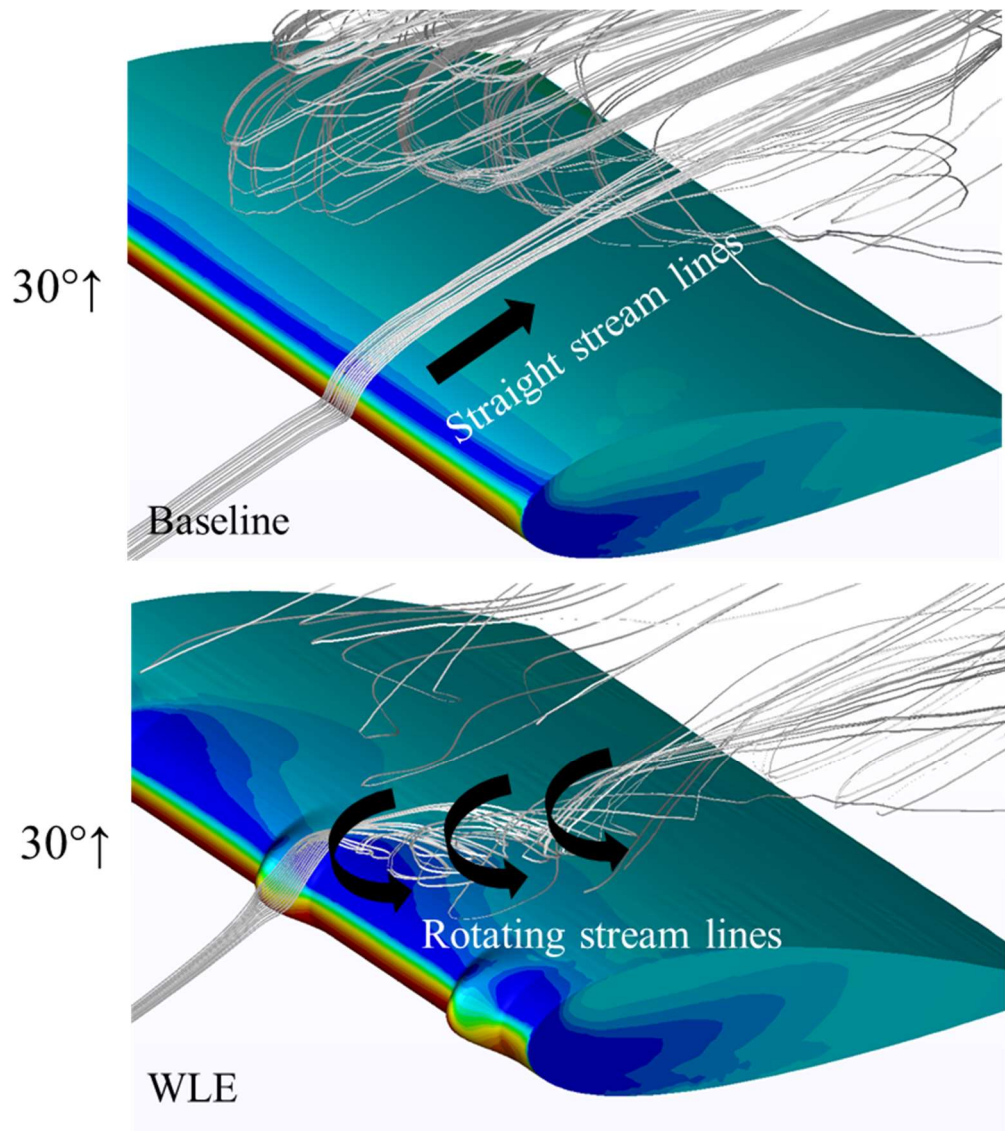 30°↑
Straight stream lines
Baseline
30°↑
Rotating stream lines
WLE